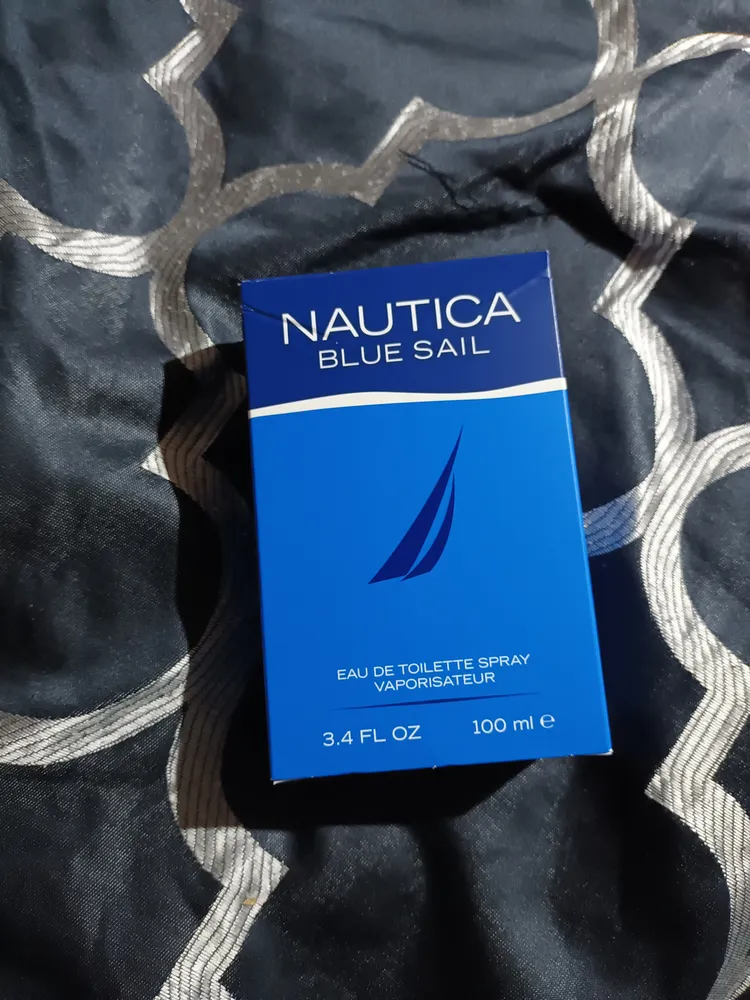 NAUTICA
BLUE SAIL
EAU DE TOILETTE SPRAY
VAPORISATEUR
3.4 FL OZ 100 ml ℮